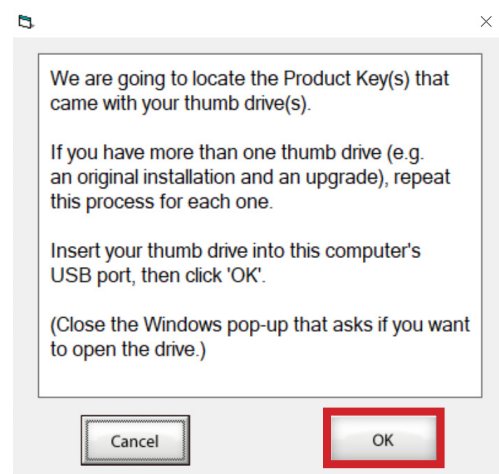 We are going to locate the Product Key(s) that
came with your thumb drive(s).
If you have more than one thumb drive (e.g.
an original installation and an upgrade), repeat
this process for each one.
Insert your thumb drive into this computer's
USB port, then click 'OK'.
(Close the Windows pop-up that asks if you want
to open the drive.)
Cancel
OK